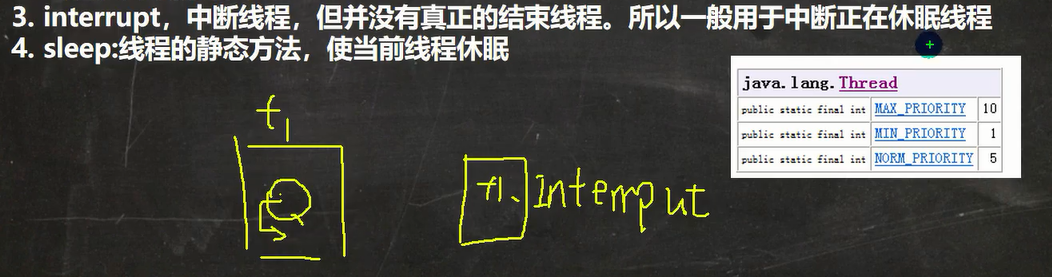 3. interrupt，中断线程，但并没有真正的结束线程。所以一般用于中断正在休眠线程
4. sleep:线程的静态方法，使当前线程休眠
java.lang.Thread
public static final int MAX_PRIORITY 10
public static final int MIN_PRIORITY 1
public static final int NORM_PRIORITY 5
t1
t1. Interrput